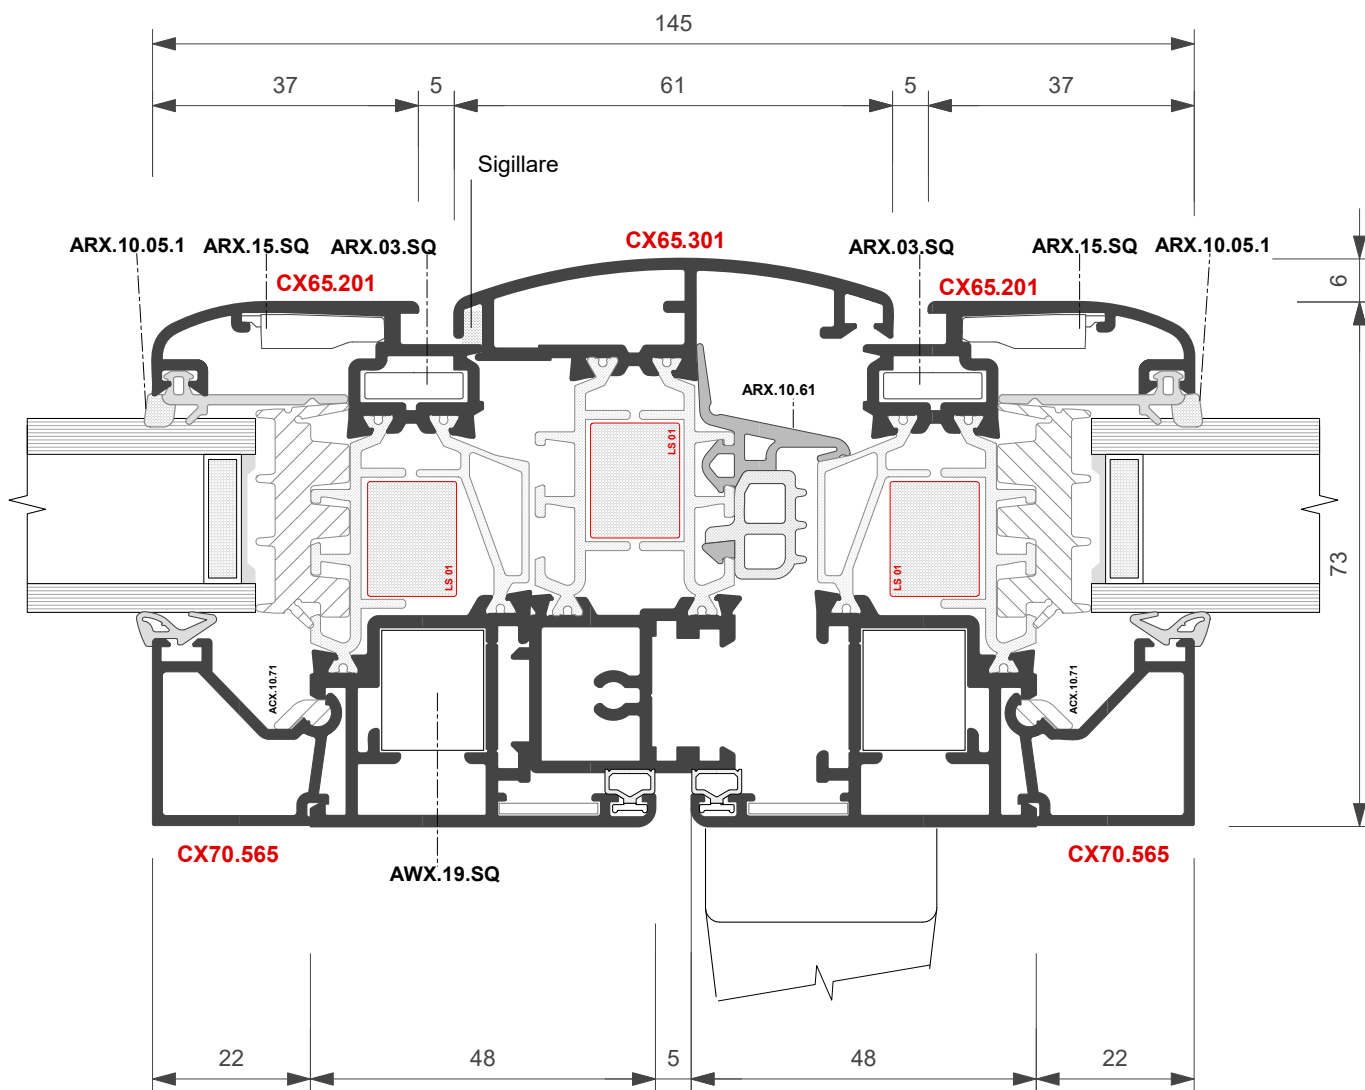 145
37 5 61 5 37
Sigillare
ARX.10.05.1 ARX.15.SQ ARX.03.SQ CX65.301 ARX.03.SQ ARX.15.SQ ARX.10.05.1
CX65.201 CX65.201
6
ARX.10.61
LS 01
LS 01
LS 01
73
ACX.10.71
ACX.10.71
CX70.565 CX70.565
AWX.19.SQ
22 48 5 48 22